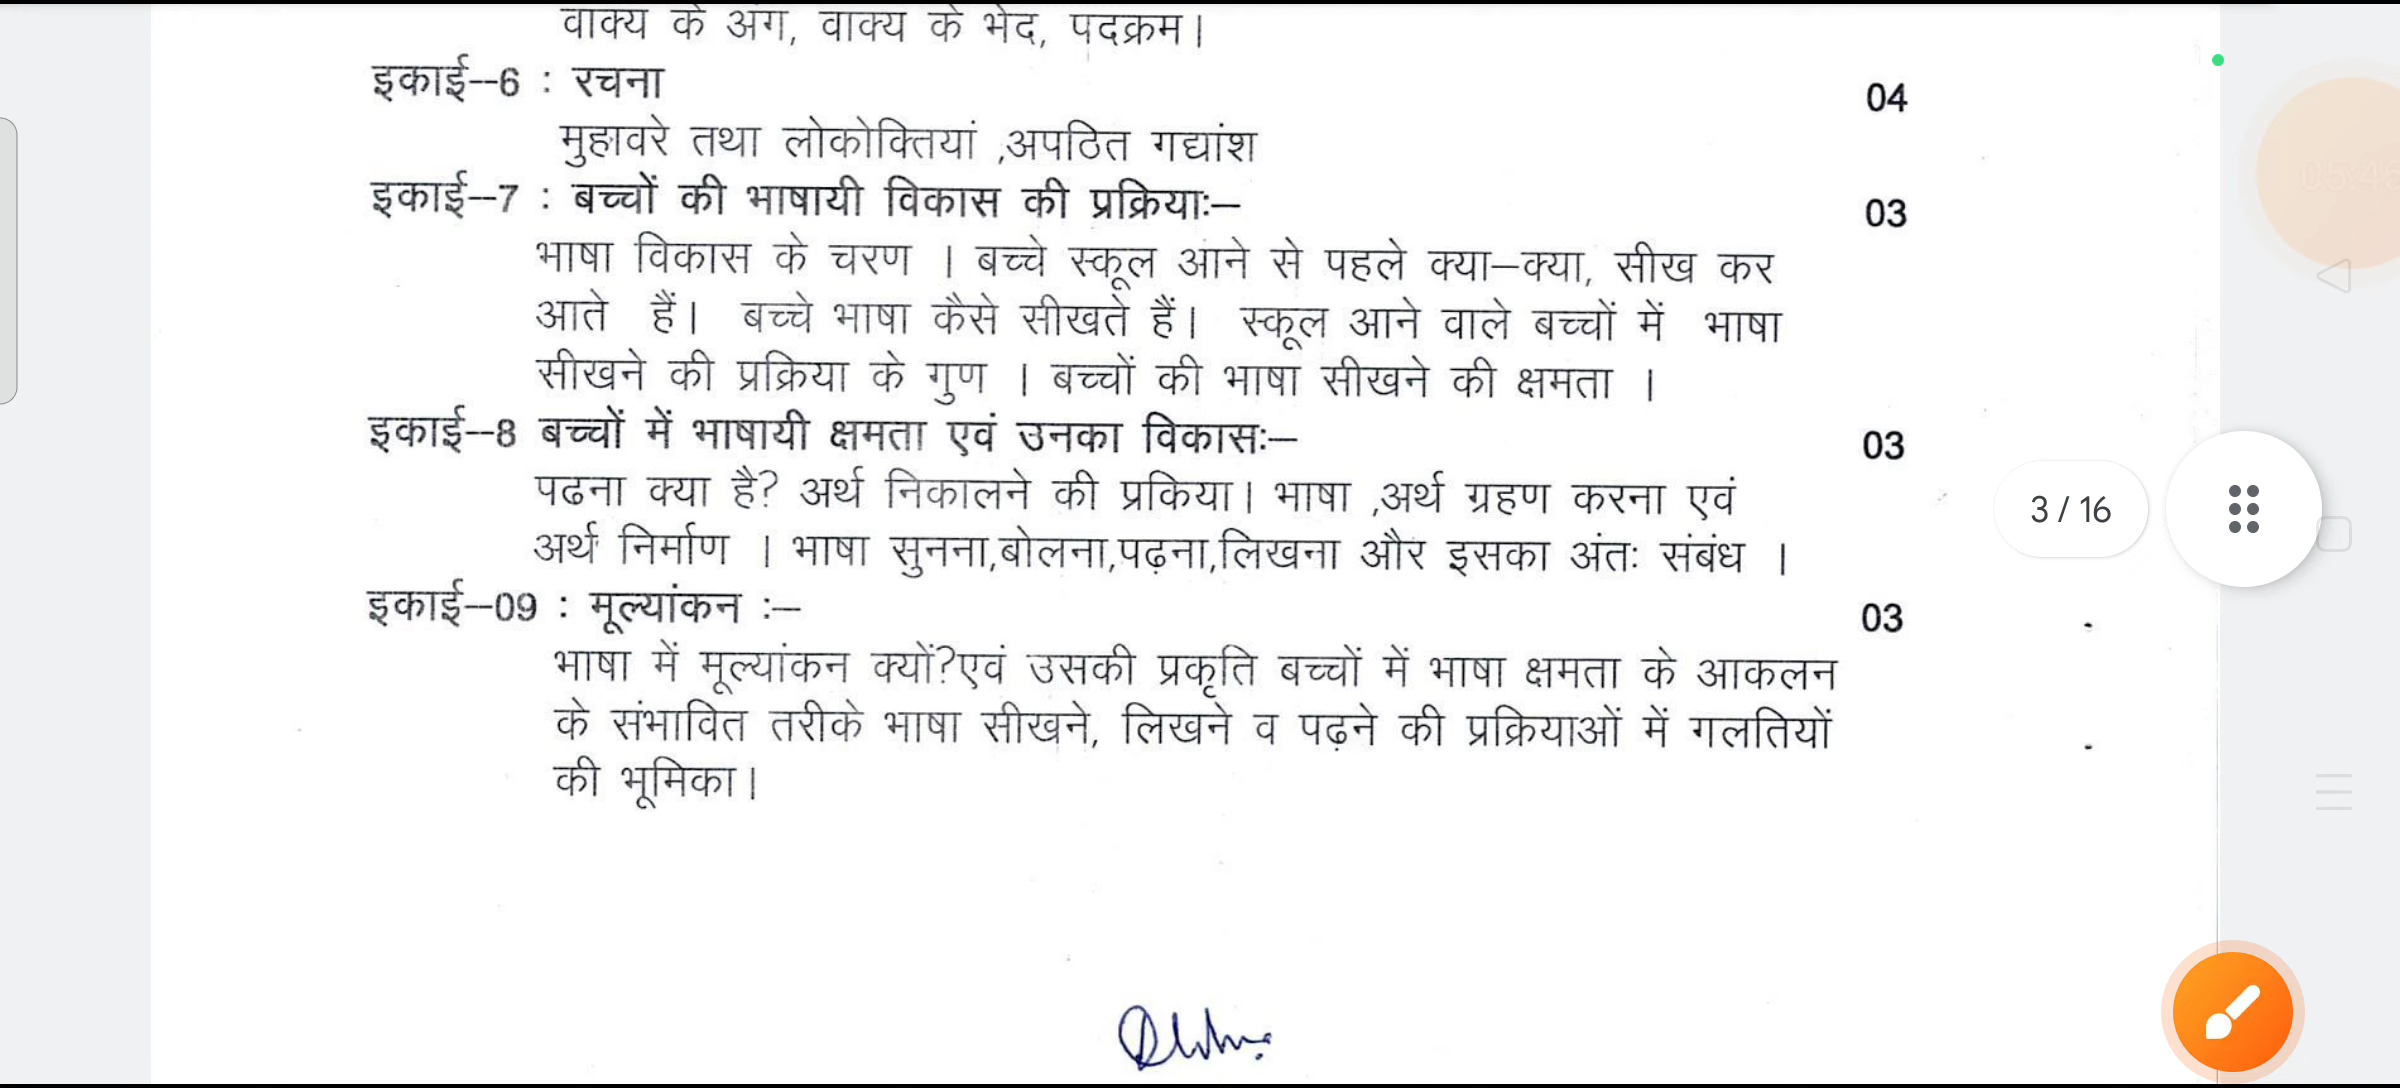 वाक्य के अंग, वाक्य के भेद, पदक्रम।
इकाई--6 : रचना 04
मुहावरे तथा लोकोक्तियां ,अपठित गद्यांश
इकाई--7 : बच्चों की भाषायी विकास की प्रक्रियाः— 03
भाषा विकास के चरण । बच्चे स्कूल आने से पहले क्या—क्या, सीख कर
आते हैं। बच्चे भाषा कैसे सीखते हैं। स्कूल आने वाले बच्चों में भाषा
सीखने की प्रक्रिया के गुण । बच्चों की भाषा सीखने की क्षमता ।
इकाई--8 बच्चों में भाषायी क्षमता एवं उनका विकासः— 03
पढना क्या है? अर्थ निकालने की प्रकिया। भाषा ,अर्थ ग्रहण करना एवं
3 / 16
अर्थ निर्माण । भाषा सुनना,बोलना,पढ़ना,लिखना और इसका अंतः संबंध ।
इकाई--09 : मूल्यांकन :— 03
भाषा में मूल्यांकन क्यों?एवं उसकी प्रकृति बच्चों में भाषा क्षमता के आकलन
के संभावित तरीके भाषा सीखने, लिखने व पढ़ने की प्रक्रियाओं में गलतियों
की भूमिका।